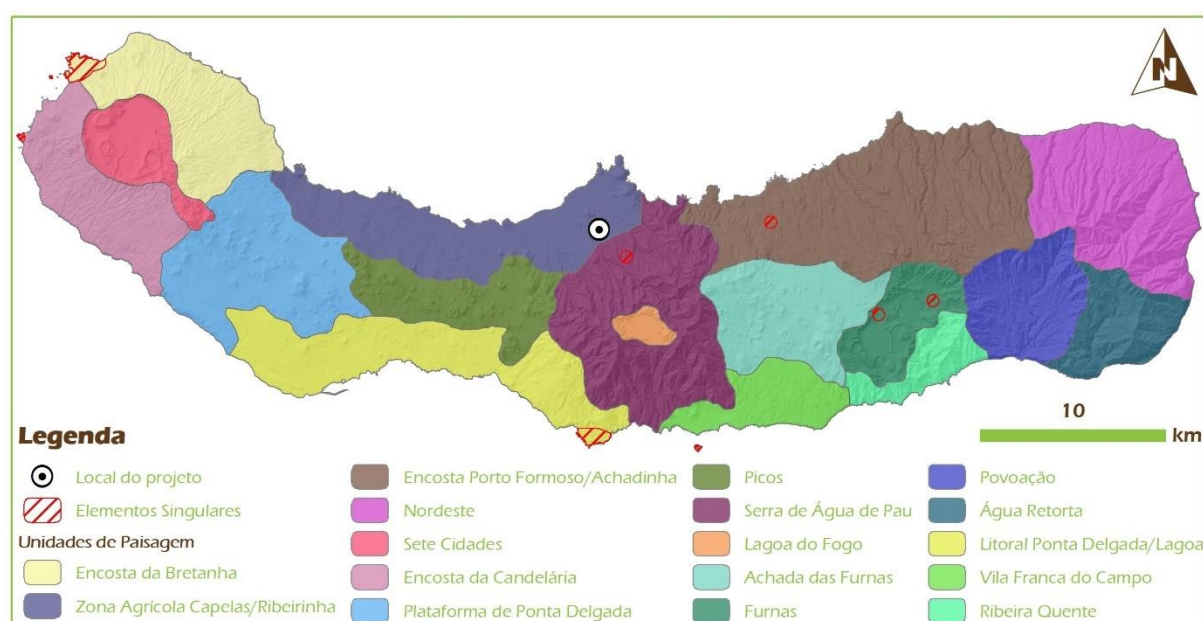 N
10
km
Legenda
Local do projeto
Elementos Singulares
Unidades de Paisagem
Encosta da Bretanha
Zona Agrícola Capelas/Ribeirinha
Encosta Porto Formoso/Achadinha
Nordeste
Sete Cidades
Encosta da Candelária
Plataforma de Ponta Delgada
Picos
Serra de Água de Pau
Lagoa do Fogo
Achada das Furnas
Furnas
Povoação
Água Retorta
Litoral Ponta Delgada/Lagoa
Vila Franca do Campo
Ribeira Quente